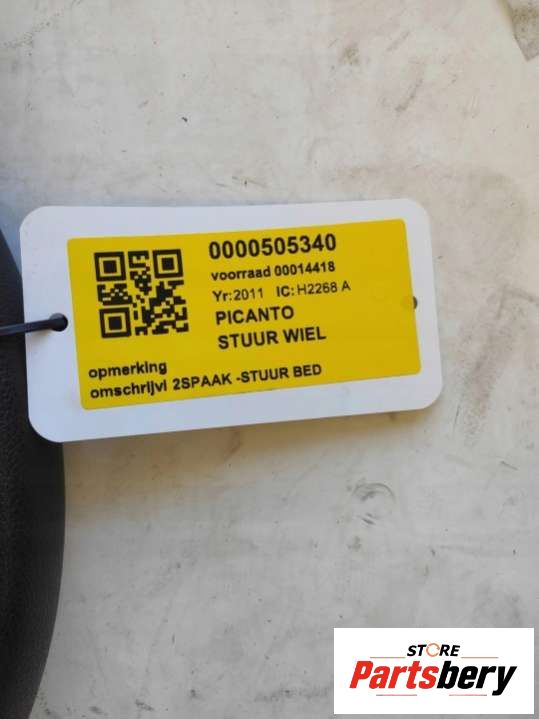 0000505340
voorraad 00014418
Yr:2011 IC:H2268 A
PICANTO
STUUR WIEL
opmerking
omschrijvi 2SPAAK -STUUR BED
STORE
Partsbery